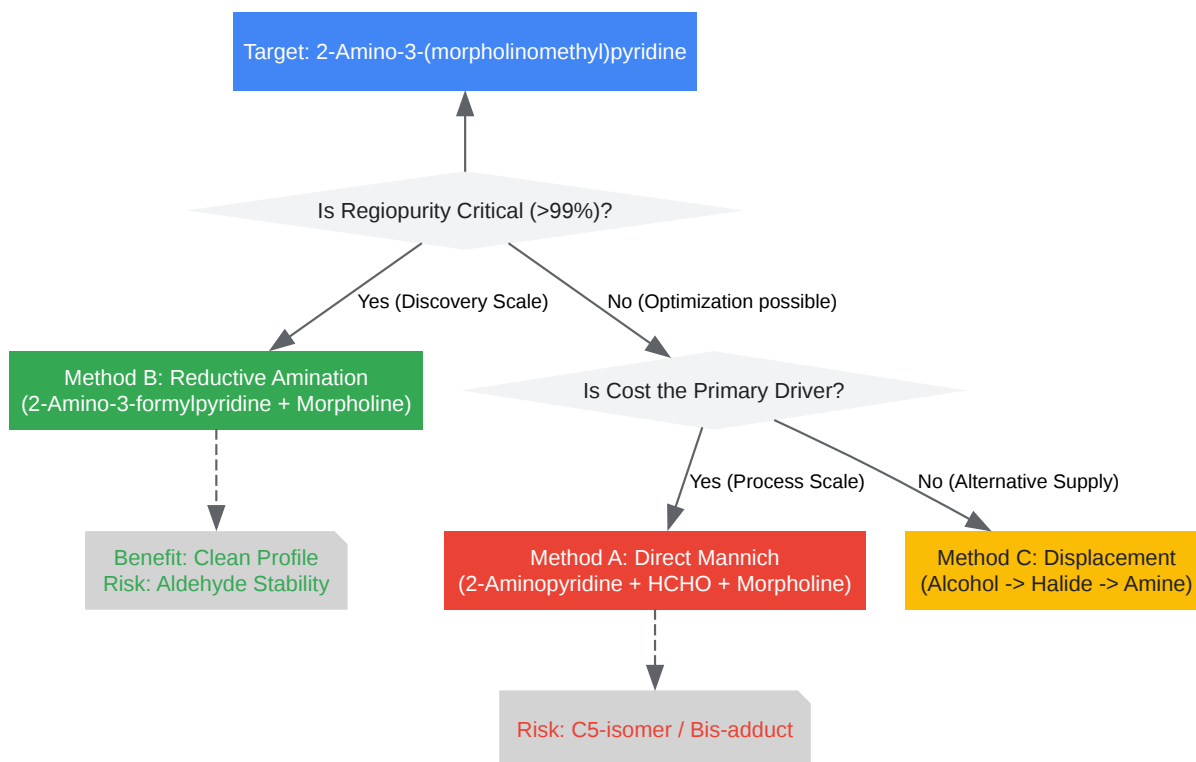 Target: 2-Amino-3-(morpholinomethyl)pyridine
Is Regiopurity Critical (>99%)?
Yes (Discovery Scale)
No (Optimization possible)
Method B: Reductive Amination
(2-Amino-3-formylpyridine + Morpholine)
Is Cost the Primary Driver?
Yes (Process Scale)
No (Alternative Supply)
Benefit: Clean Profile
Risk: Aldehyde Stability
Method A: Direct Mannich
(2-Aminopyridine + HCHO + Morpholine)
Method C: Displacement
(Alcohol -> Halide -> Amine)
Risk: C5-isomer / Bis-adduct